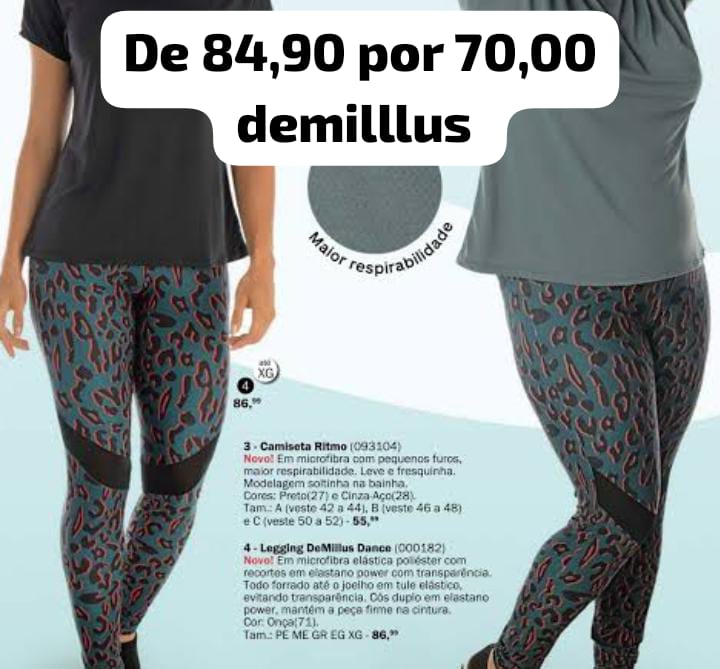 De 84,90 por 70,00
demilllus
Maior respirabilidade
até
XG
4
86,99
3 - Camiseta Ritmo (093104)
Novo! Em microfibra com pequenos furos,
maior respirabilidade. Leve e fresquinha.
Modelagem soltinha na bainha.
Cores: Preto(27) e Cinza-Aço(28).
Tam.: A (veste 42 a 44), B (veste 46 a 48)
e C (veste 50 a 52) - 55,99
4 - Legging DeMillus Dance (000182)
Novo! Em microfibra elástica poliéster com
recortes em elastano power com transparência.
Todo forrado até o joelho em tule elástico,
evitando transparência. Cós duplo em elastano
power, mantém a peça firme na cintura.
Cor: Onça(71).
Tam.: PE ME GR EG XG - 86,99